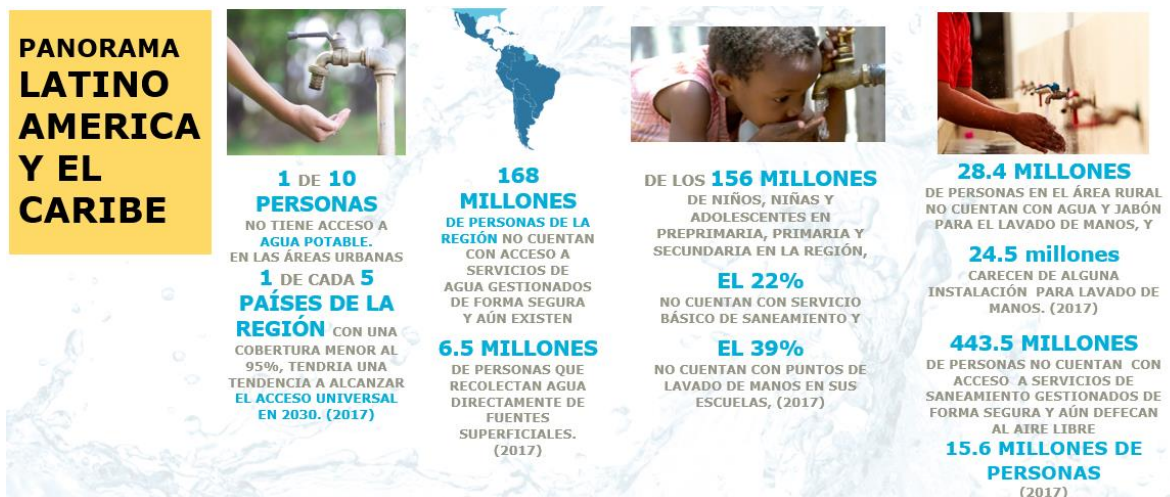 PANORAMA
LATINO
AMERICA
Y EL
CARIBE
1 DE 10
PERSONAS
NO TIENE ACCESO A
AGUA POTABLE.
EN LAS ÁREAS URBANAS
1 DE CADA 5
PAÍSES DE LA
REGIÓN CON UNA
COBERTURA MENOR AL
95%, TENDRIA UNA
TENDENCIA A ALCANZAR
EL ACCESO UNIVERSAL
EN 2030. (2017)
168
MILLONES
DE PERSONAS DE LA
REGIÓN NO CUENTAN
CON ACCESO A
SERVICIOS DE
AGUA GESTIONADOS
DE FORMA SEGURA
Y AÚN EXISTEN
6.5 MILLONES
DE PERSONAS QUE
RECOLECTAN AGUA
DIRECTAMENTE DE
FUENTES
SUPERFICIALES.
(2017)
DE LOS 156 MILLONES
DE NIÑOS, NIÑAS Y
ADOLESCENTES EN
PREPRIMARIA, PRIMARIA Y
SECUNDARIA EN LA REGIÓN,
EL 22%
NO CUENTAN CON SERVICIO
BÁSICO DE SANEAMIENTO Y
EL 39%
NO CUENTAN CON PUNTOS DE
LAVADO DE MANOS EN SUS
ESCUELAS, (2017)
28.4 MILLONES
DE PERSONAS EN EL ÁREA RURAL
NO CUENTAN CON AGUA Y JABÓN
PARA EL LAVADO DE MANOS, Y
24.5 millones
CARECEN DE ALGUNA
INSTALACIÓN PARA LAVADO DE
MANOS. (2017)
443.5 MILLONES
DE PERSONAS NO CUENTAN CON
ACCESO A SERVICIOS DE
SANEAMIENTO GESTIONADOS DE
FORMA SEGURA Y AÚN DEFECAN
AL AIRE LIBRE
15.6 MILLONES DE
PERSONAS
(2017)